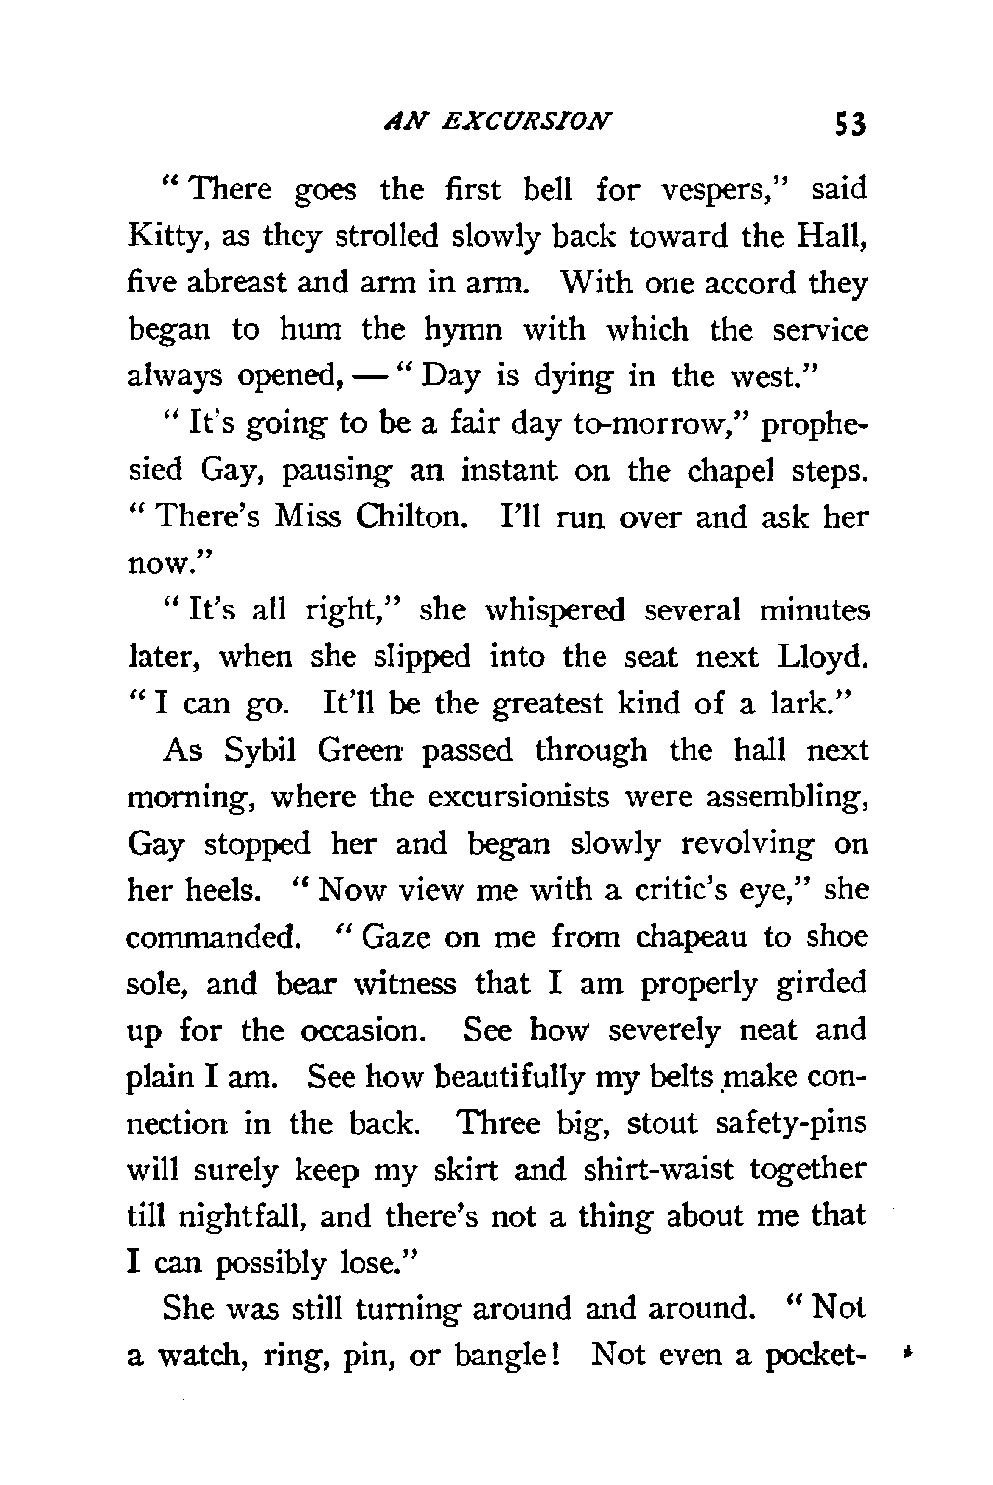 AN EXCURSION 53
“ There goes the first bell for vespers,” said
Kitty, as they strolled slowly back toward the Hall,
five abreast and arm in arm. With one accord they
began to hum the hymn with which the service
always opened, — “ Day is dying in the west.”
“ It's going to be a fair day to-morrow,” prophe-
sied Gay, pausing an instant on the chapel steps.
“ There's Miss Chilton. I'll run over and ask her
now.”
“ It's all right,” she whispered several minutes
later, when she slipped into the seat next Lloyd.
“ I can go. It'll be the greatest kind of a lark.”
As Sybil Green passed through the hall next
morning, where the excursionists were assembling,
Gay stopped her and began slowly revolving on
her heels. “ Now view me with a critic's eye,” she
commanded. “ Gaze on me from chapeau to shoe
sole, and bear witness that I am properly girded
up for the occasion. See how severely neat and
plain I am. See how beautifully my belts make con-
nection in the back. Three big, stout safety-pins
will surely keep my skirt and shirt-waist together
till nightfall, and there's not a thing about me that
I can possibly lose.”
She was still turning around and around. “ Not
a watch, ring, pin, or bangle! Not even a pocket-